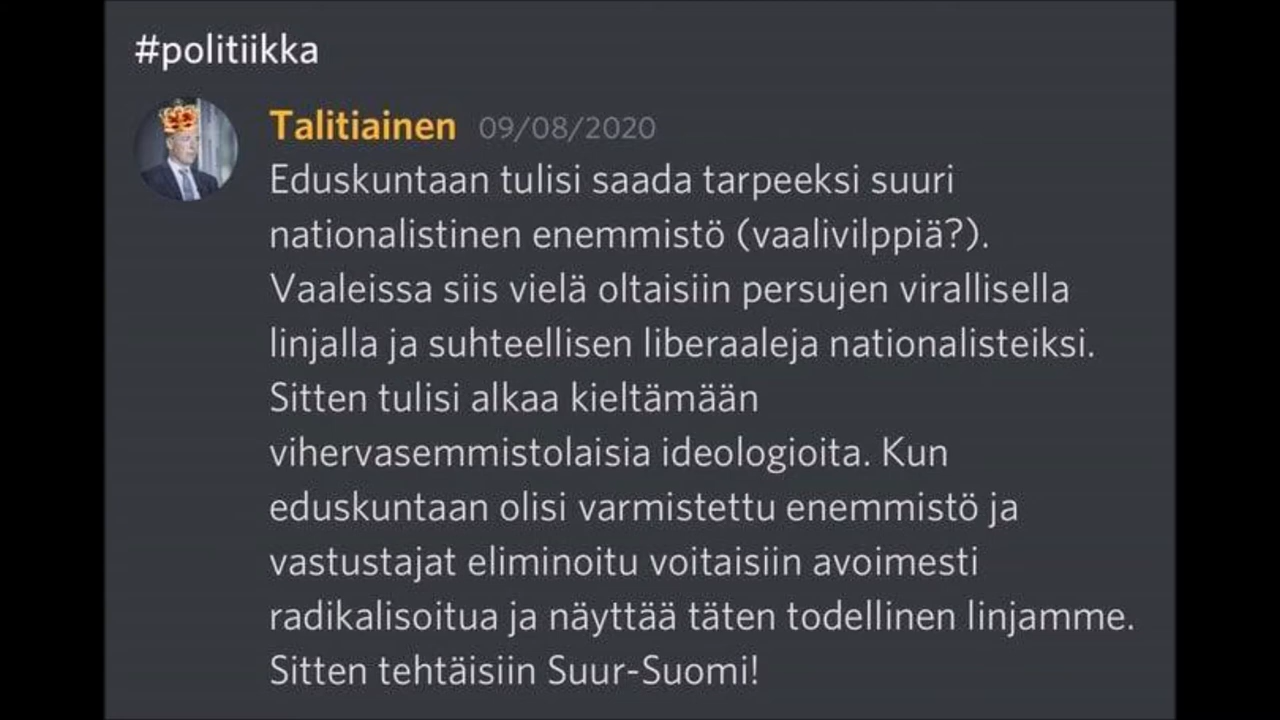 #politiikka
Talitiainen 09/08/2020
Eduskuntaan tulisi saada tarpeeksi suuri
nationalistinen enemmistö (vaalivilppiä?).
Vaaleissa siis vielä oltaisiin persujen virallisella
linjalla ja suhteellisen liberaaleja nationalisteiksi.
Sitten tulisi alkaa kieltämään
vihervasemmistolaisia ideologioita. Kun
eduskuntaan olisi varmistettu enemmistö ja
vastustajat eliminoitu voitaisiin avoimesti
radikalisoitua ja näyttää täten todellinen linjamme.
Sitten tehtäisiin Suur-Suomi!